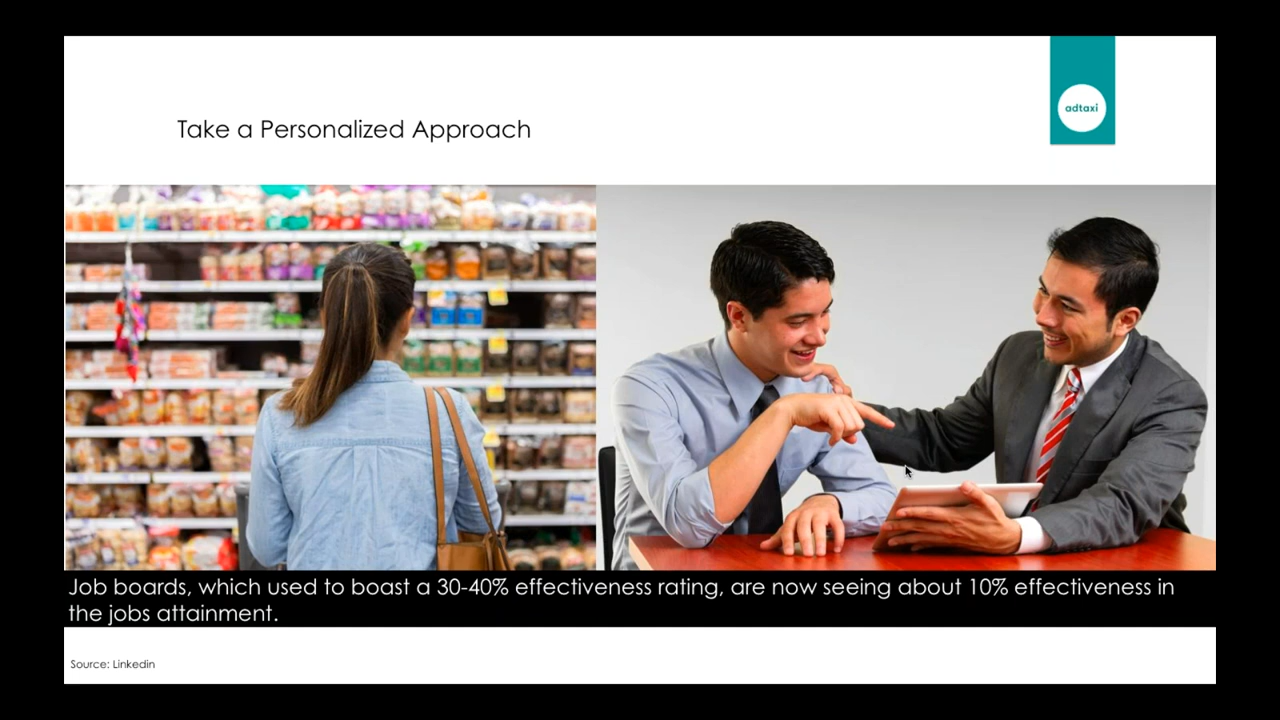 adtaxi
Take a Personalized Approach
Job boards, which used to boast a 30-40% effectiveness rating, are now seeing about 10% effectiveness in
the jobs attainment.
Source: Linkedin